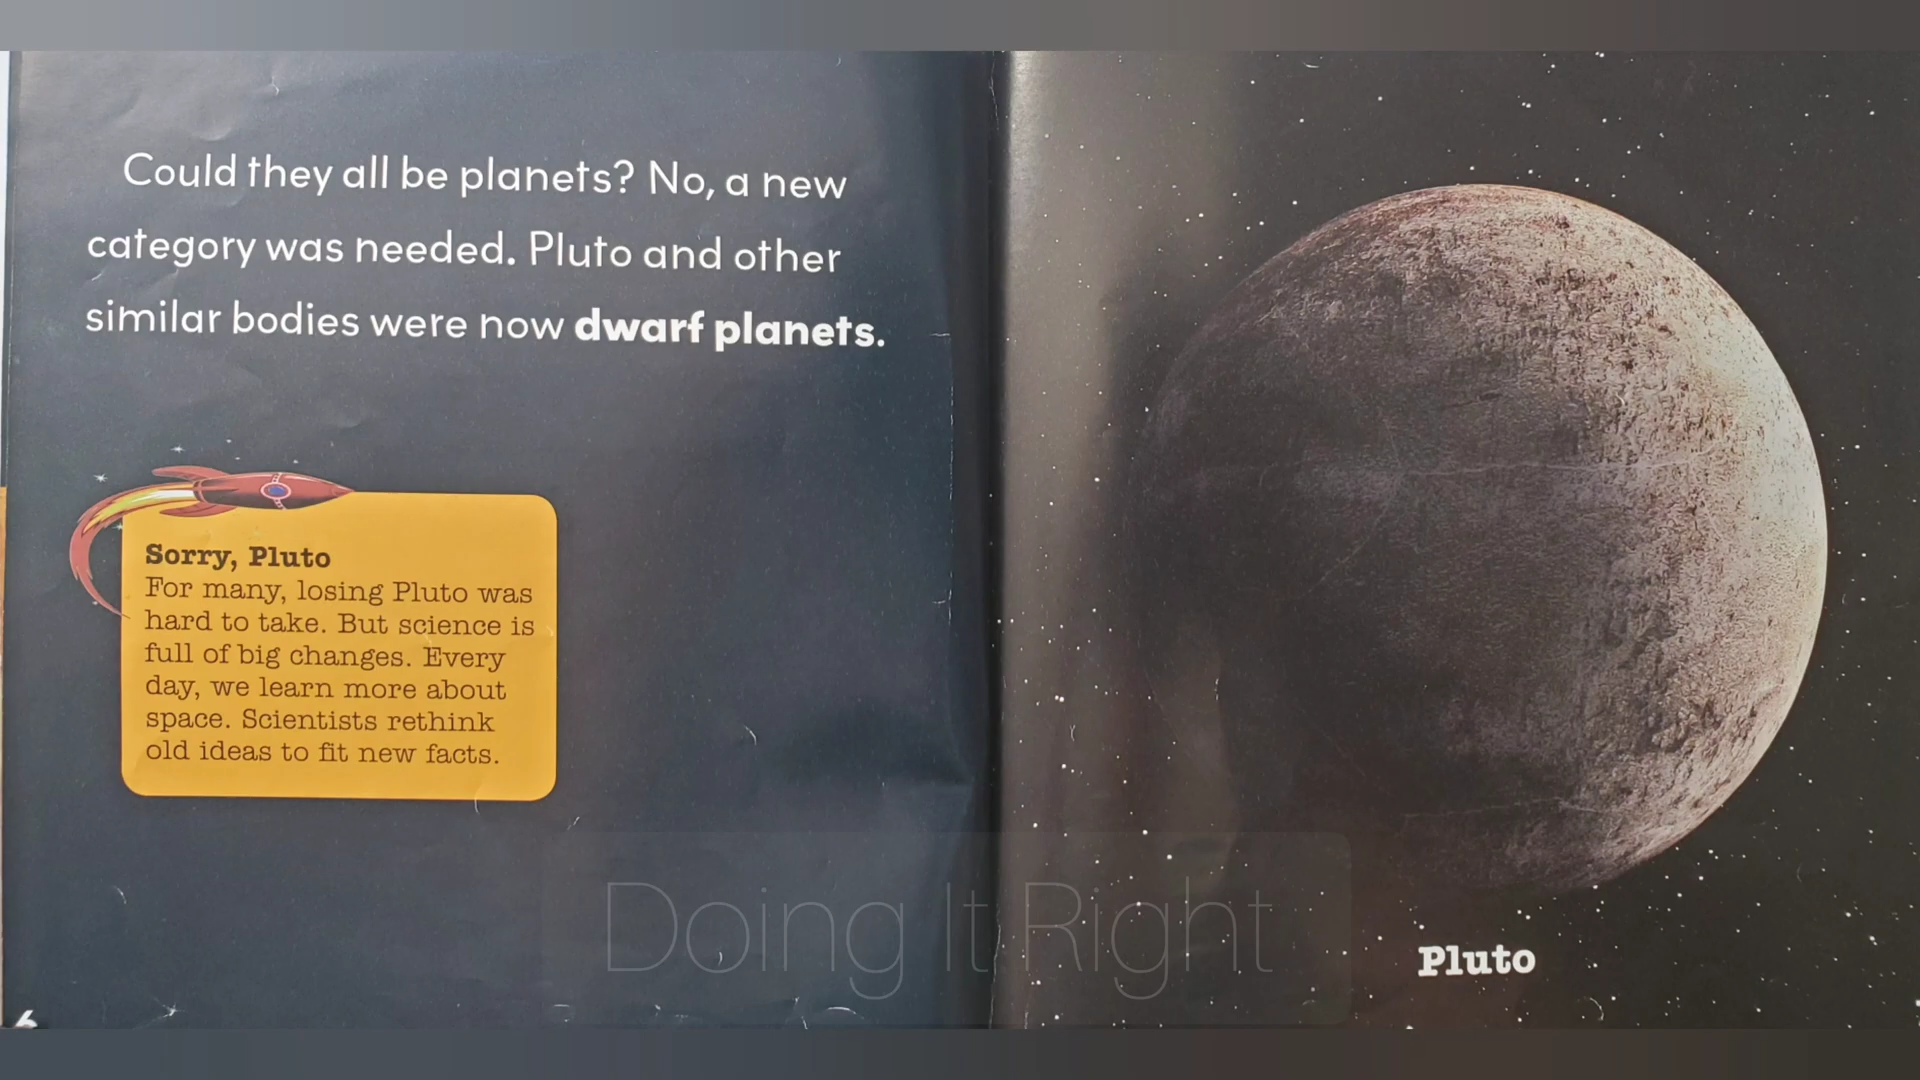 Could they all be planets? No, a new
category was needed. Pluto and other
similar bodies were now dwarf planets.
Sorry, Pluto
For many, losing Pluto was
hard to take. But science is
full of big changes. Every
day, we learn more about
space. Scientists rethink
old ideas to fit new facts.
Doing It Right
Pluto
6